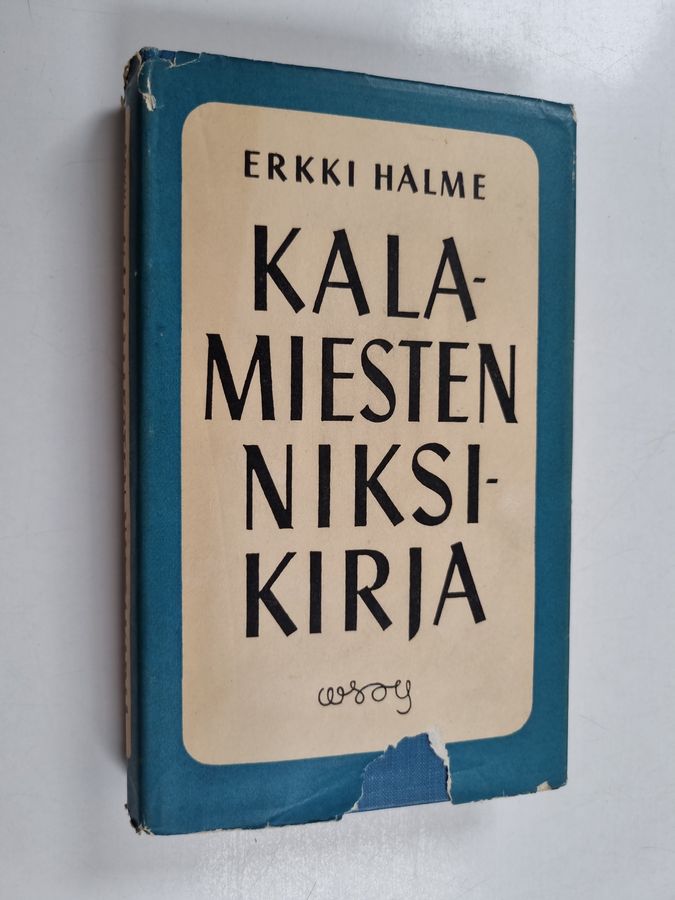 ERKKI HALME
KALA-
MIESTEN
NIKSI-
KIRJA
wsoy